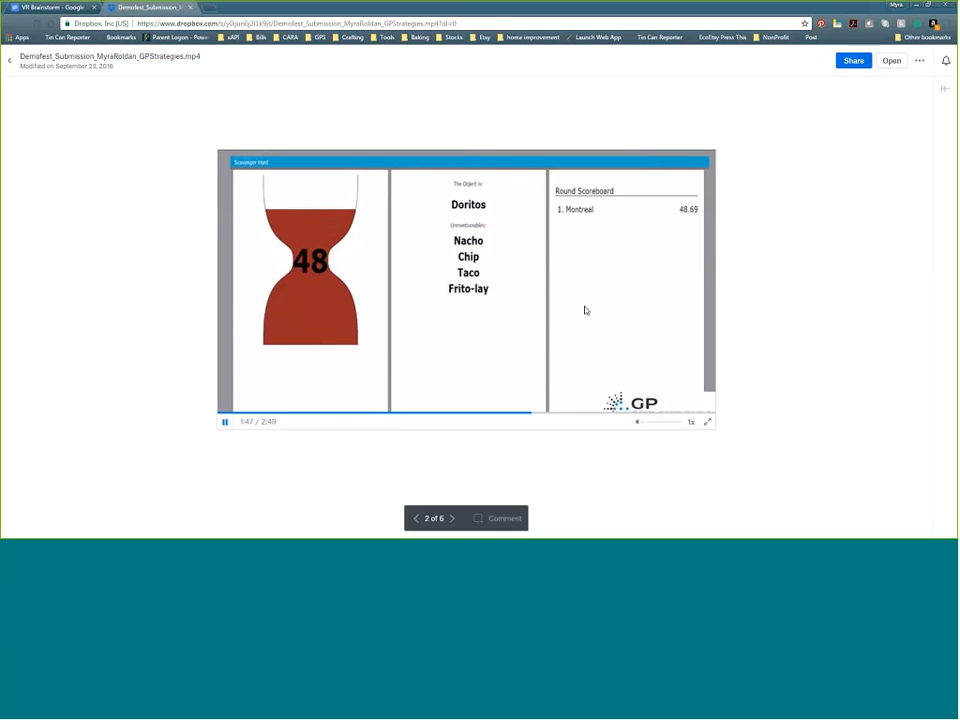 VR Brainstorm - Google
Demofest_Submission_M
Myra
Dropbox, Inc [US]
https://www.dropbox.com/s/y0jun6j2l1k9jt/Demofest_Submission_MyraRoldan_GPStrategies.mp4?dl=0
Apps
Tin Can Reporter
Bookmarks
Parent Logon - Power
xAPI
Bills
CARA
GPS
Crafting
Tools
Baking
Stocks
Etsy
home improvement
Launch Web App
Tin Can Reporter
EcoEtsy Press This
NonProfit
Post
Other bookmarks
Demofest_Submission_MyraRoldan_GPStrategies.mp4
Modified on September 23, 2016
Share
Open
Scavenger Hunt
48
The Object is:
Doritos
Unmentionables:
Nacho
Chip
Taco
Frito-lay
Round Scoreboard
1. Montreal 48.69
GP
1:47 / 2:49
1x
2 of 6
Comment